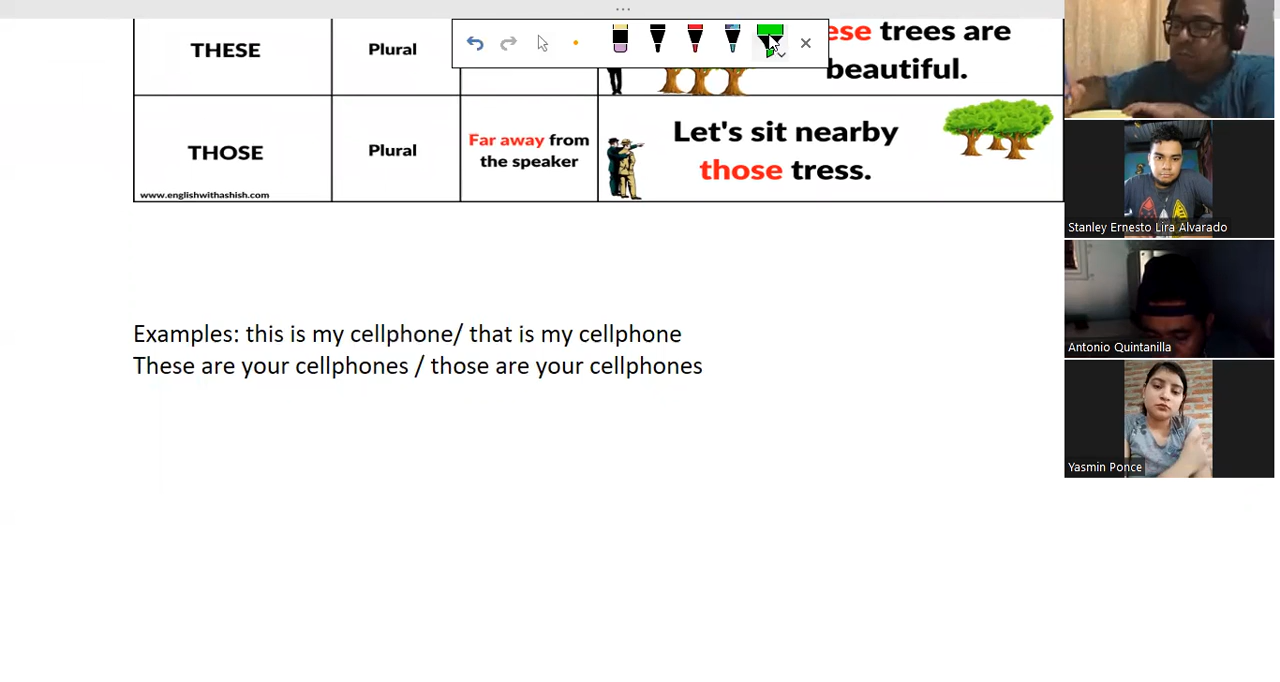 THESE
Plural
ese trees are
beautiful.
THOSE
Plural
Far away from
the speaker
Let's sit nearby
those tress.
www.englishwithashish.com
Examples: this is my cellphone/ that is my cellphone
These are your cellphones / those are your cellphones
Stanley Ernesto Lira Alvarado
Antonio Quintanilla
Yasmin Ponce